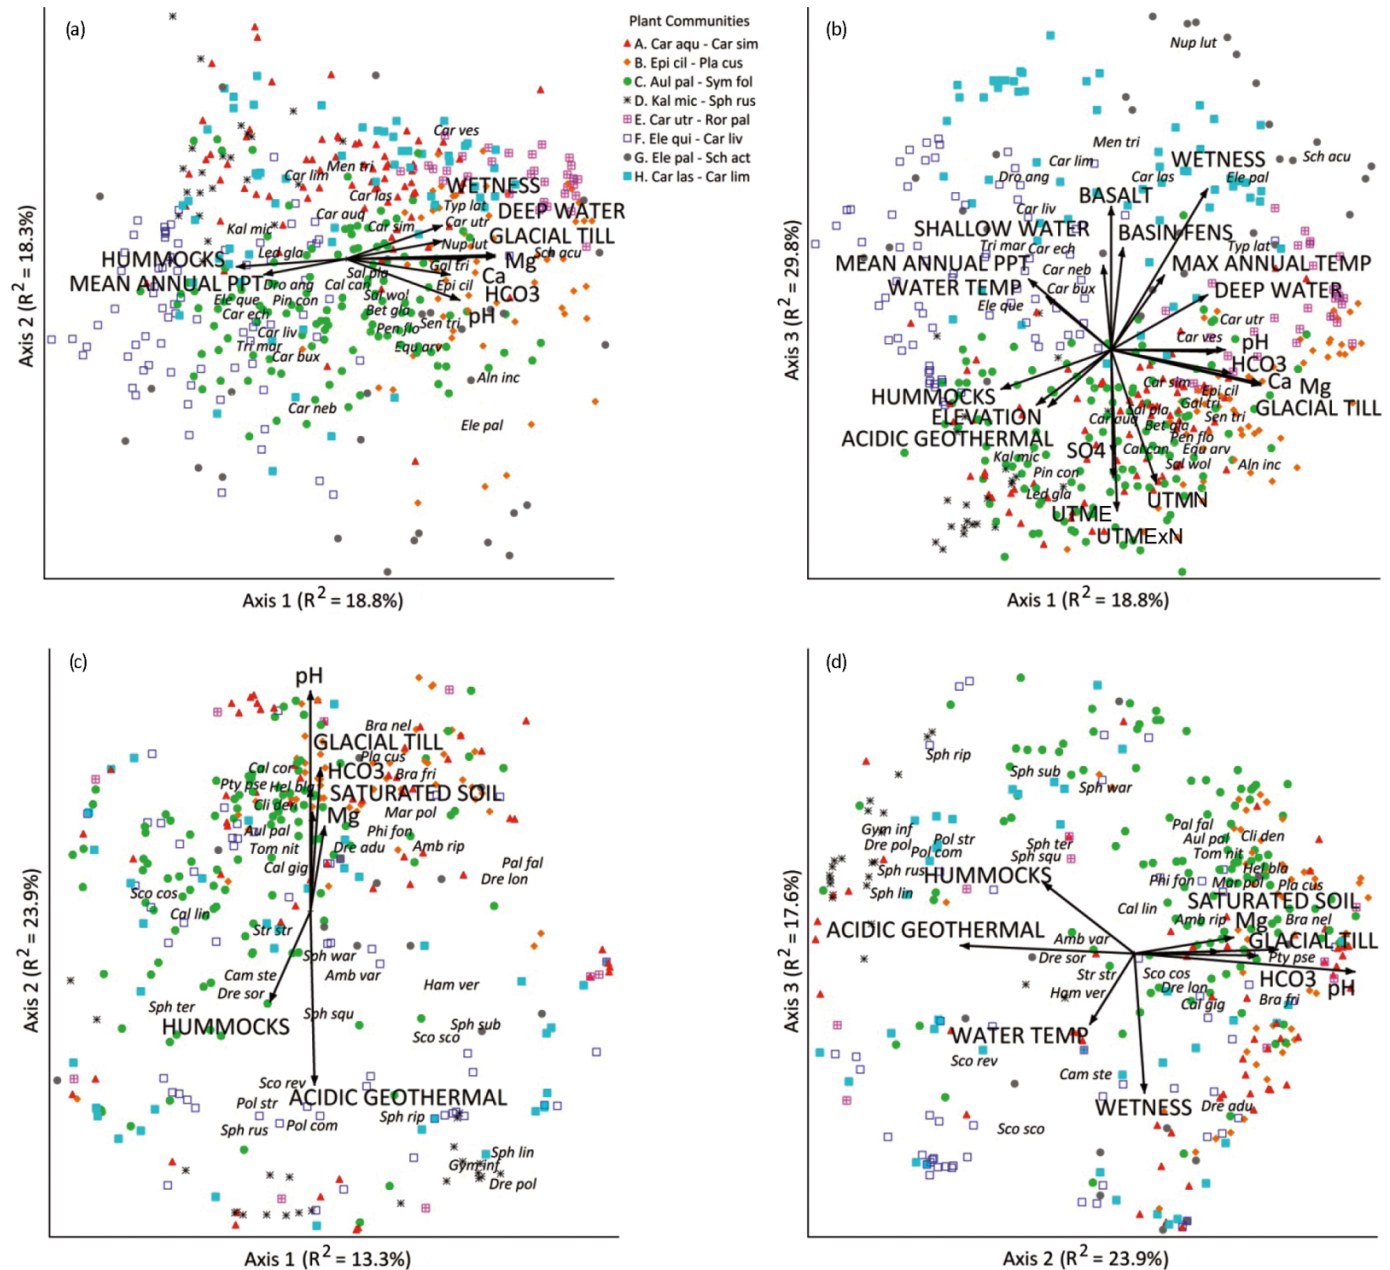 (a)
Plant Communities
A. Car aqu - Car sim
B. Epi cil - Pla cus
C. Aul pal - Sym fol
D. Kal mic - Sph rus
E. Car utr - Ror pal
F. Ele qui - Car liv
G. Ele pal - Sch act
H. Car las - Car lim
Car ves
Men tri
Car lim
WETNESS
Car las
Typ lat
DEEP WATER
Car auq
Car utr
Car sim
Kal mic
GLACIAL TILL
Nup lut
Led gla
Sch acu
HUMMOCKS
Mg
Gal tri
Sal pla
Ca
MEAN ANNUAL PPT
Dro ang
Cal can
Epi cil
HCO3
Ele que
Pin con
Sal wol
Car ech
Bet gla
pH
Sen tri
Car liv
Pen flo
Tri mar
Equ arv
Car bux
Aln inc
Car neb
Ele pal
Axis 2 (R2 = 18.3%)
Axis 1 (R2 = 18.8%)
(b)
Nup lut
Men tri
Sch acu
Car lim
WETNESS
Dro ang
Car las
Ele pal
BASALT
Car liv
SHALLOW WATER
BASIN FENS
Tri mar
Car ech
Typ lat
MEAN ANNUAL PPT
Car neb
MAX ANNUAL TEMP
WATER TEMP
Car bux
DEEP WATER
Ele que
Car utr
Car ves
pH
HCO3
Car sim
Ca
Mg
HUMMOCKS
Epi cil
Gal tri
GLACIAL TILL
ELEVATION
Sal pla
Car auq
Sen tri
Bet gla
ACIDIC GEOTHERMAL
Pen flo
SO4
Cal can
Equ arv
Kal mic
Sal wol
Aln inc
Pin con
Led gla
UTMN
UTME
UTMExN
Axis 3 (R2 = 29.8%)
Axis 1 (R2 = 18.8%)
(c)
pH
Bra nel
GLACIAL TILL
Pla cus
Cal cor
HCO3
Bra fri
Pty pse
Hel bla
SATURATED SOIL
Cli den
Mar pol
Mg
Aul pal
Phi fon
Tom nit
Dre adu
Amb rip
Cal gig
Pal fal
Dre lon
Sco cos
Cal lin
Str str
Sph war
Cam ste
Amb var
Ham ver
Dre sor
Sph ter
Sph squ
HUMMOCKS
Sph sub
Sco sco
Sco rev
ACIDIC GEOTHERMAL
Pol str
Sph rip
Sph rus
Pol com
Sph lin
Gym inf
Dre pol
Axis 2 (R2 = 23.9%)
Axis 1 (R2 = 13.3%)
(d)
Sph rip
Sph sub
Sph war
Pal fal
Gym inf
Pol str
Aul pol
Cli den
Dre pol
Pol com
Sph ter
Tom nit
Sph squ
Hel bla
Sph rus
HUMMOCKS
Phi fon
Mar pol
Pla cus
Sph lin
SATURATED SOIL
Cal lin
Amb rip
Mg
Bra nel
ACIDIC GEOTHERMAL
Amb var
GLACIAL TILL
Dre sor
Pty pse
Str str
Sco cos
HCO3
pH
Ham ver
Dre lon
Cal gig
Bra fri
WATER TEMP
Sco rev
Cam ste
WETNESS
Dre adu
Sco sco
Axis 3 (R2 = 17.6%)
Axis 2 (R2 = 23.9%)